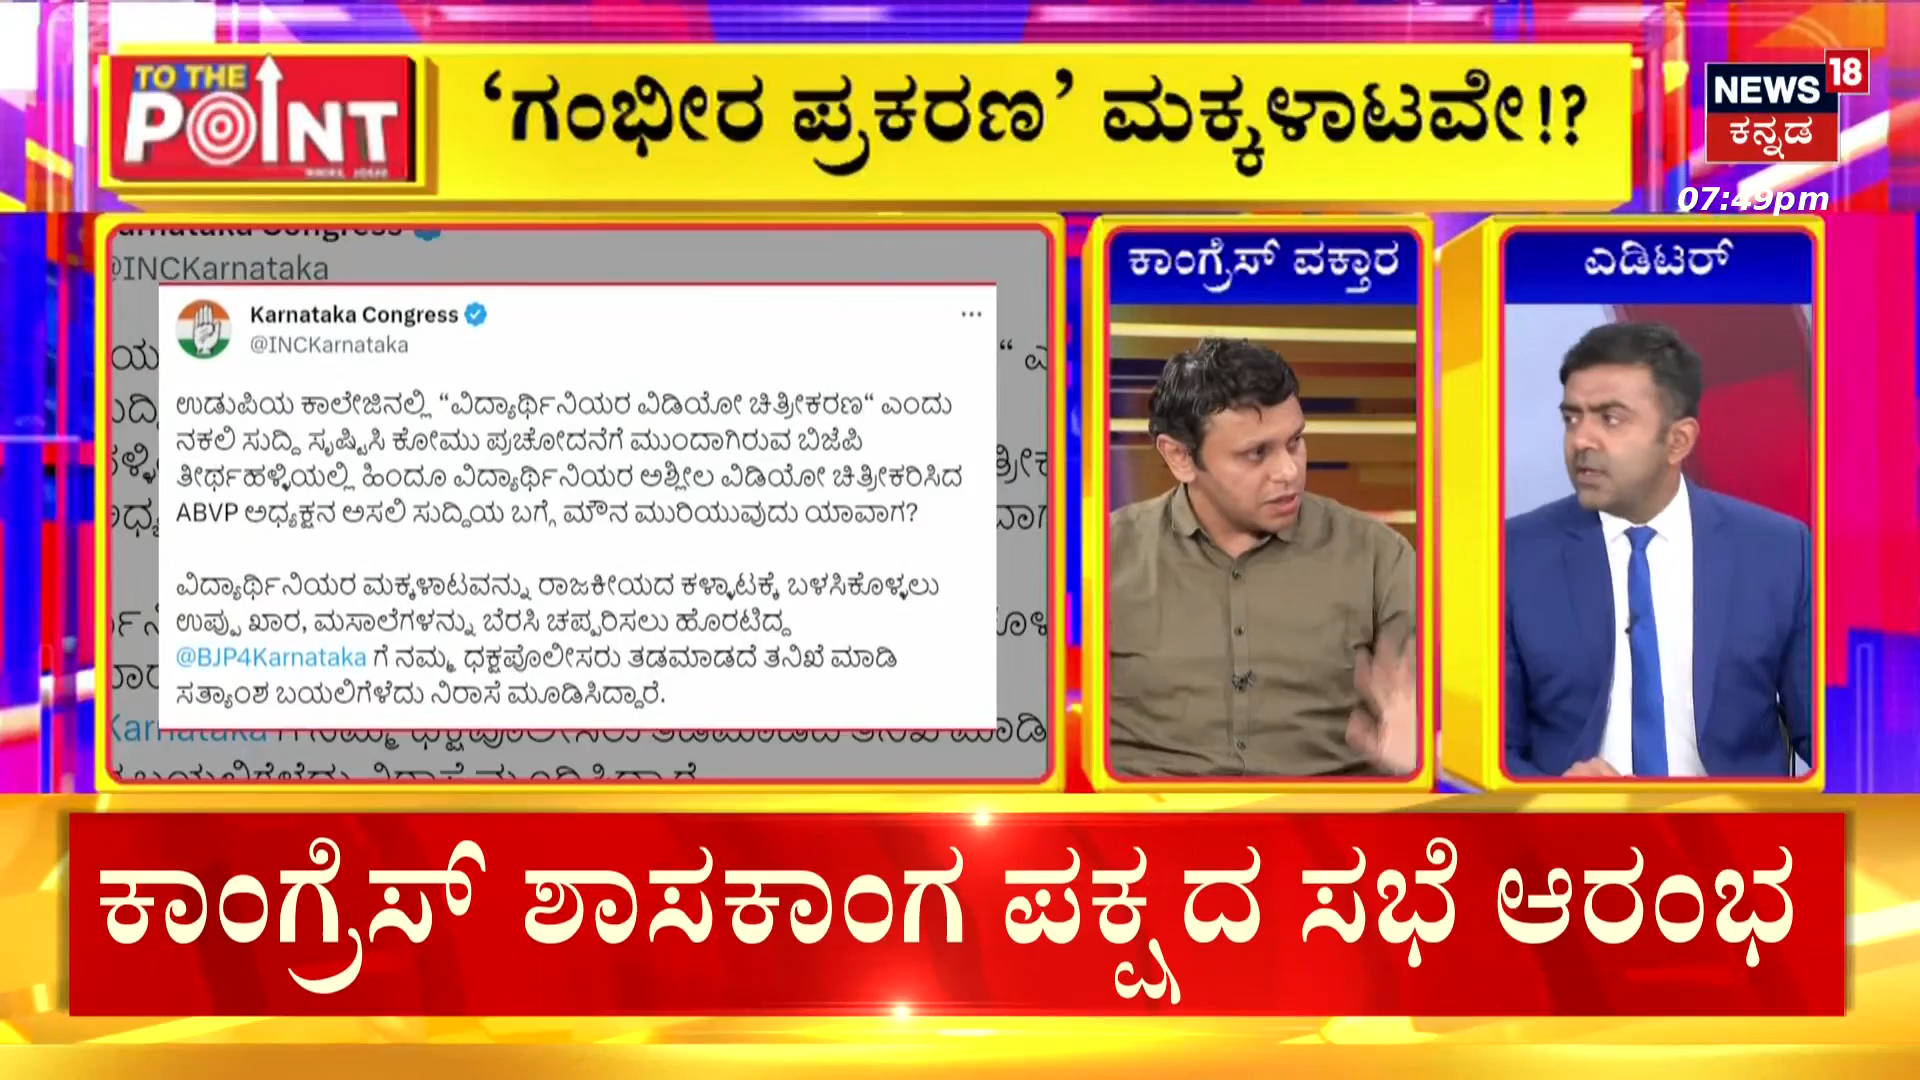 TO THE
POINT
‘ಗಂಭೀರ ಪ್ರಕರಣ’ ಮಕ್ಕಳಾಟವೇ!?
NEWS 18
ಕನ್ನಡ
07:49pm
@INCKarnataka
Karnataka Congress
@INCKarnataka
ಉಡುಪಿಯ ಕಾಲೇಜಿನಲ್ಲಿ “ವಿದ್ಯಾರ್ಥಿನಿಯರ ವಿಡಿಯೋ ಚಿತ್ರೀಕರಣ“ ಎಂದು
ನಕಲಿ ಸುದ್ದಿ ಸೃಷ್ಟಿಸಿ ಕೋಮು ಪ್ರಚೋದನೆಗೆ ಮುಂದಾಗಿರುವ ಬಿಜೆಪಿ
ತೀರ್ಥಹಳ್ಳಿಯಲ್ಲಿ ಹಿಂದೂ ವಿದ್ಯಾರ್ಥಿನಿಯರ ಅಶ್ಲೀಲ ವಿಡಿಯೋ ಚಿತ್ರೀಕರಿಸಿದ
ABVP ಅಧ್ಯಕ್ಷನ ಅಸಲಿ ಸುದ್ದಿಯ ಬಗ್ಗೆ ಮೌನ ಮುರಿಯುವುದು ಯಾವಾಗ?
ವಿದ್ಯಾರ್ಥಿನಿಯರ ಮಕ್ಕಳಾಟವನ್ನು ರಾಜಕೀಯದ ಕಳ್ಳಾಟಕ್ಕೆ ಬಳಸಿಕೊಳ್ಳಲು
ಉಪ್ಪು ಖಾರ, ಮಸಾಲೆಗಳನ್ನು ಬೆರಸಿ ಚಪ್ಪರಿಸಲು ಹೊರಟಿದ್ದ
@BJP4Karnataka ಗೆ ನಮ್ಮ ಧಕ್ಷಪೊಲೀಸರು ತಡಮಾಡದೆ ತನಿಖೆ ಮಾಡಿ
ಸತ್ಯಾಂಶ ಬಯಲಿಗೆಳೆದು ನಿರಾಸೆ ಮೂಡಿಸಿದ್ದಾರೆ.
ಕಾಂಗ್ರೆಸ್ ವಕ್ತಾರ
ಎಡಿಟರ್
ಕಾಂಗ್ರೆಸ್ ಶಾಸಕಾಂಗ ಪಕ್ಷದ ಸಭೆ ಆರಂಭ